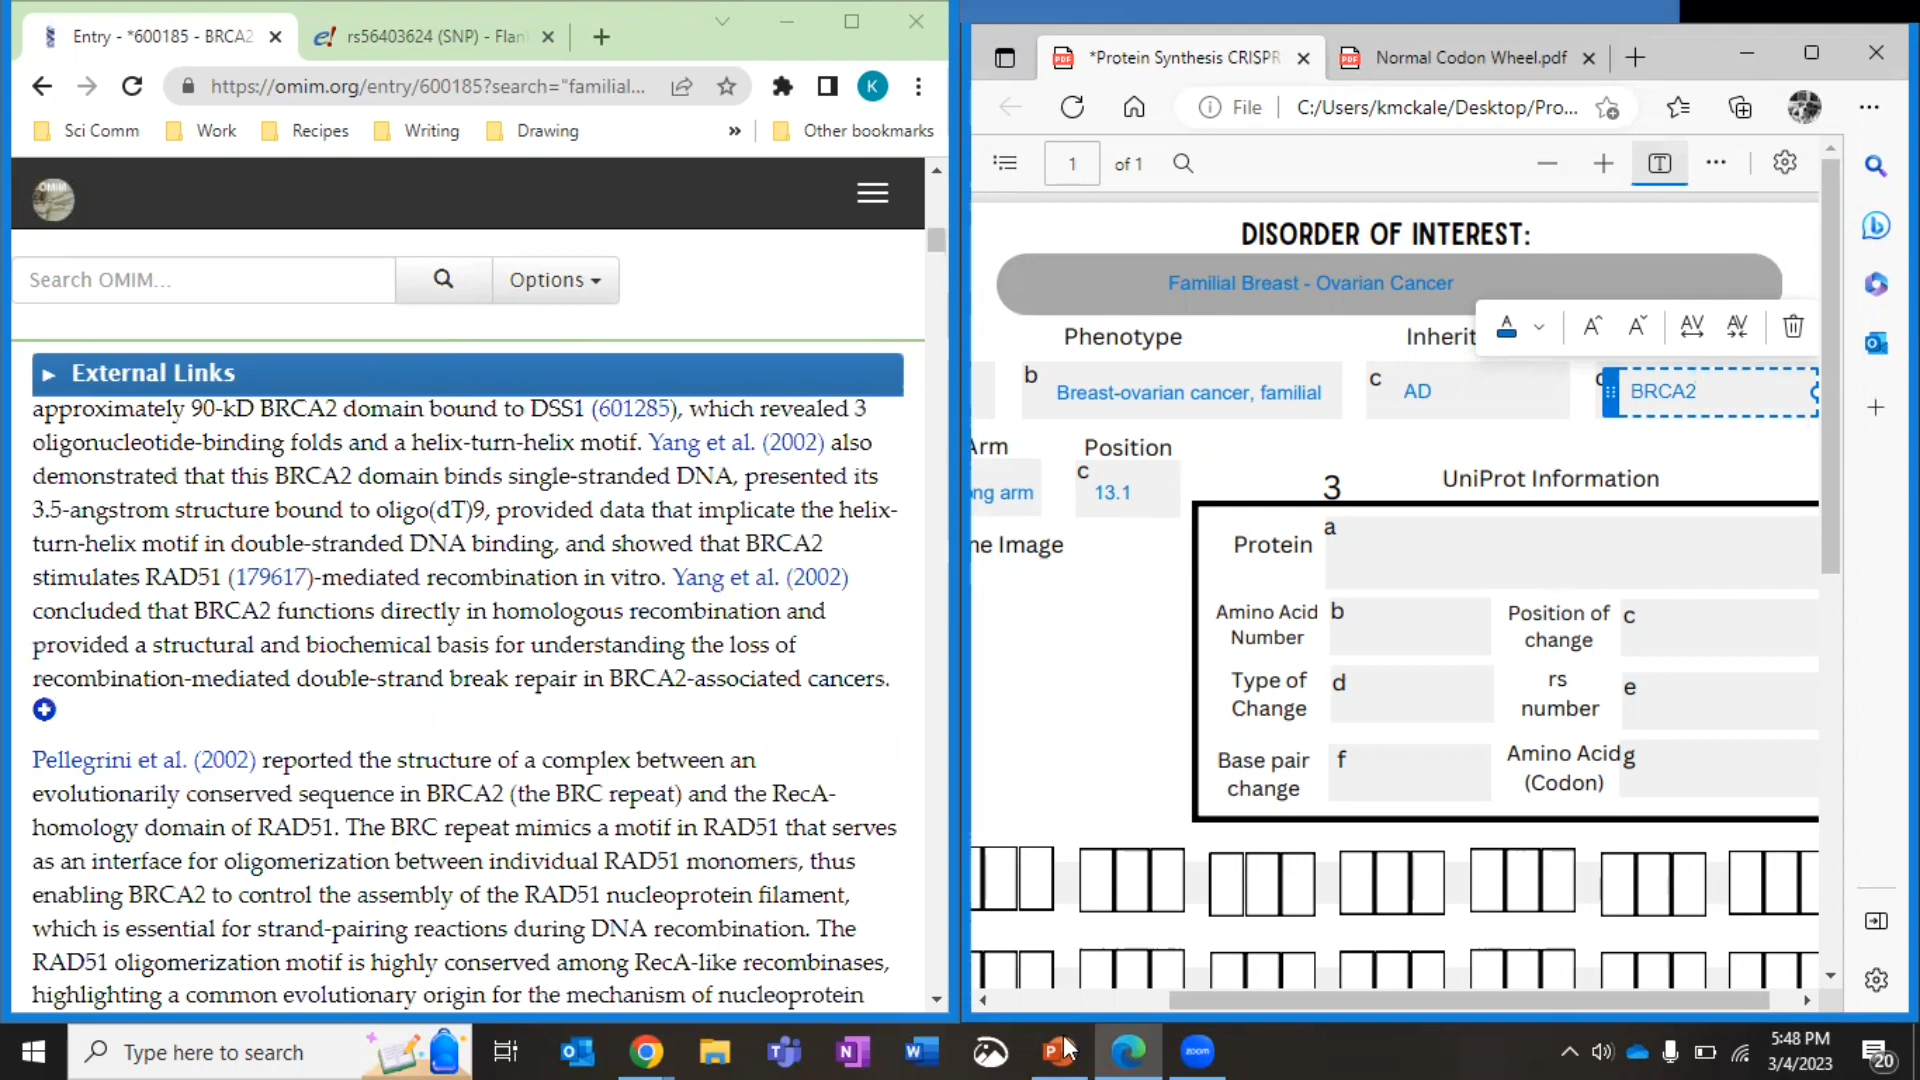 Entry - *600185 - BRCA2
rs56403624 (SNP) - Flan
https://omim.org/entry/600185?search="familial...
K
Sci Comm
Work
Recipes
Writing
Drawing
»
Other bookmarks
OMIM
Search OMIM...
Options
External Links
approximately 90-kD BRCA2 domain bound to DSS1 (601285), which revealed 3
oligonucleotide-binding folds and a helix-turn-helix motif. Yang et al. (2002) also
demonstrated that this BRCA2 domain binds single-stranded DNA, presented its
3.5-angstrom structure bound to oligo(dT)9, provided data that implicate the helix-
turn-helix motif in double-stranded DNA binding, and showed that BRCA2
stimulates RAD51 (179617)-mediated recombination in vitro. Yang et al. (2002)
concluded that BRCA2 functions directly in homologous recombination and
provided a structural and biochemical basis for understanding the loss of
recombination-mediated double-strand break repair in BRCA2-associated cancers.
Pellegrini et al. (2002) reported the structure of a complex between an
evolutionarily conserved sequence in BRCA2 (the BRC repeat) and the RecA-
homology domain of RAD51. The BRC repeat mimics a motif in RAD51 that serves
as an interface for oligomerization between individual RAD51 monomers, thus
enabling BRCA2 to control the assembly of the RAD51 nucleoprotein filament,
which is essential for strand-pairing reactions during DNA recombination. The
RAD51 oligomerization motif is highly conserved among RecA-like recombinases,
highlighting a common evolutionary origin for the mechanism of nucleoprotein
*Protein Synthesis CRISPR
Normal Codon Wheel.pdf
File
C:/Users/kmckale/Desktop/Pro...
1
of 1
DISORDER OF INTEREST:
Familial Breast - Ovarian Cancer
Phenotype
Inherit
b
Breast-ovarian cancer, familial
c
AD
BRCA2
Arm
Position
ng arm
c
13.1
ne Image
3
UniProt Information
Protein
a
Amino Acid
Number
b
Position of
change
c
Type of
Change
d
rs
number
e
Base pair
change
f
Amino Acid
(Codon)
g
Type here to search
zoom
5:48 PM
3/4/2023
20